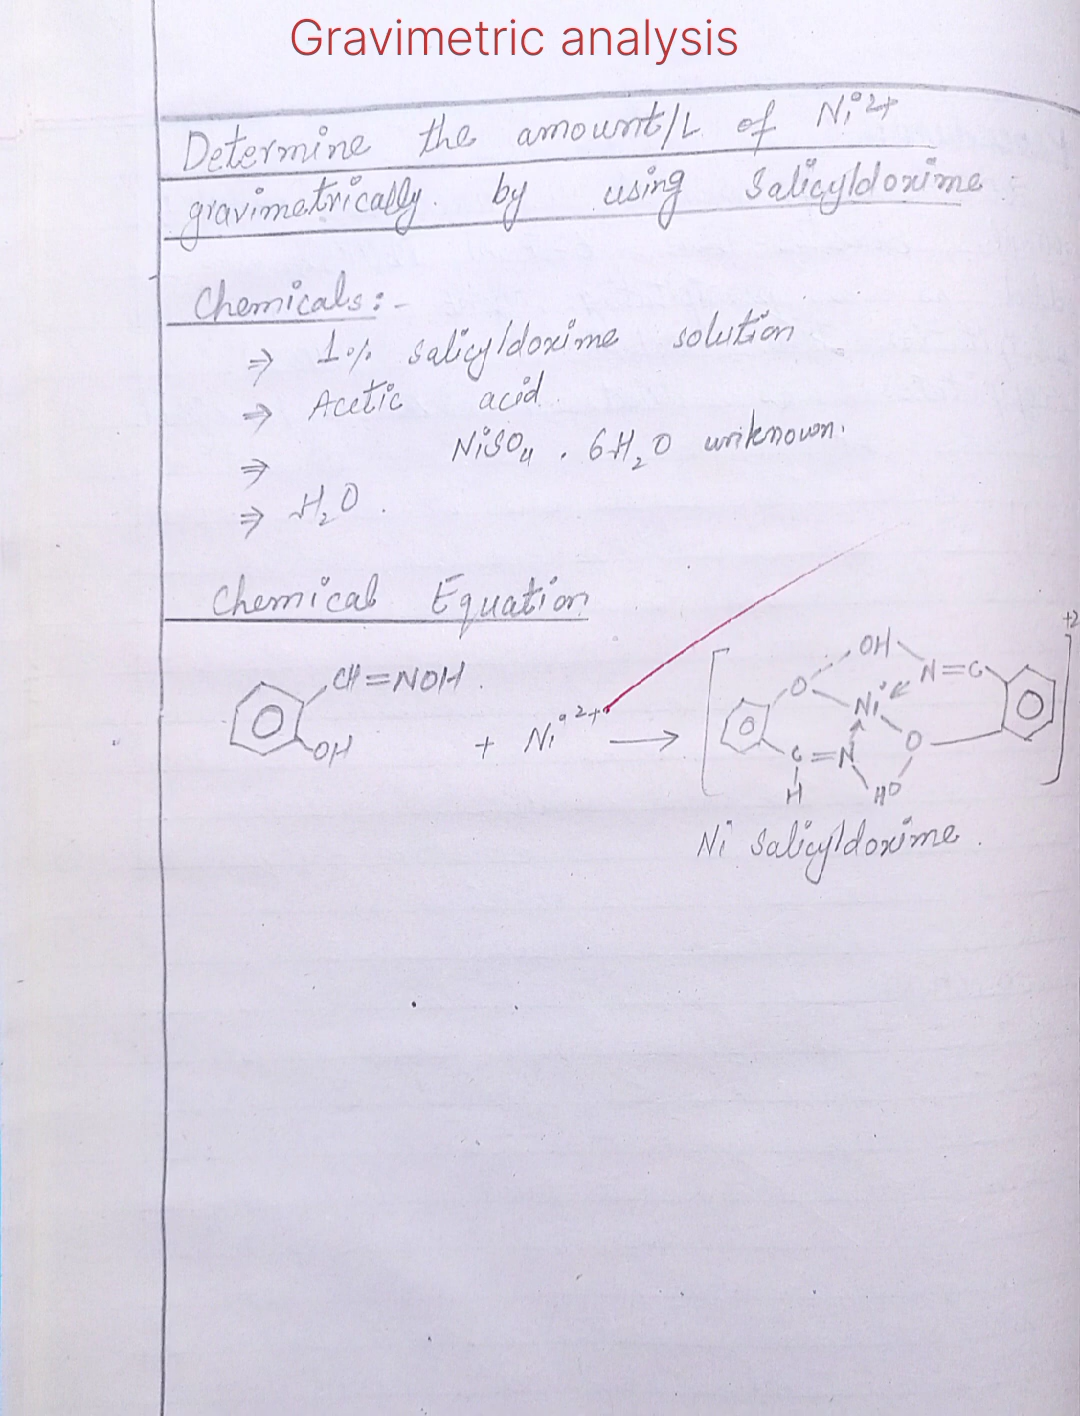 Gravimetric analysis
Determine the amount/L of Ni2+
gravimetrically. by using Salicyldoxime
Chemicals:-
⇒ 1% salicyldoxime solution
⇒ Acetic acid.
⇒ NiSO4 . 6H2O unknown.
⇒ H2O.
Chemical Equation
CH=NOH.
OH
+ Ni2+ →
+2
OH
N=C
O
Ni
O
C=N
H
HO
Ni Salicyldoxime.